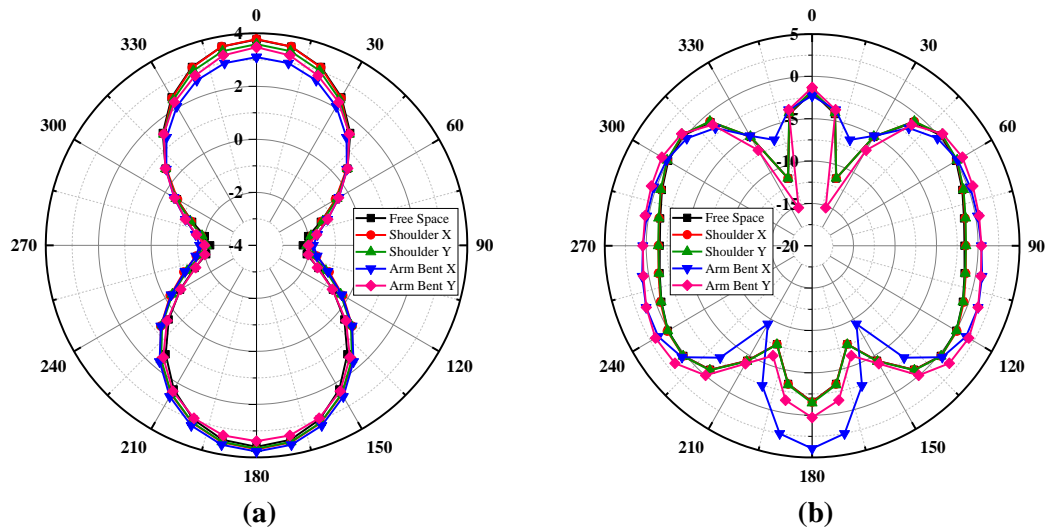 0
30
60
90
120
150
180
210
240
270
300
330
4
2
0
-2
-4
Free Space
Shoulder X
Shoulder Y
Arm Bent X
Arm Bent Y
(a)
0
30
60
90
120
150
180
210
240
270
300
330
5
0
-5
-10
-15
-20
Free Space
Shoulder X
Shoulder Y
Arm Bent X
Arm Bent Y
(b)